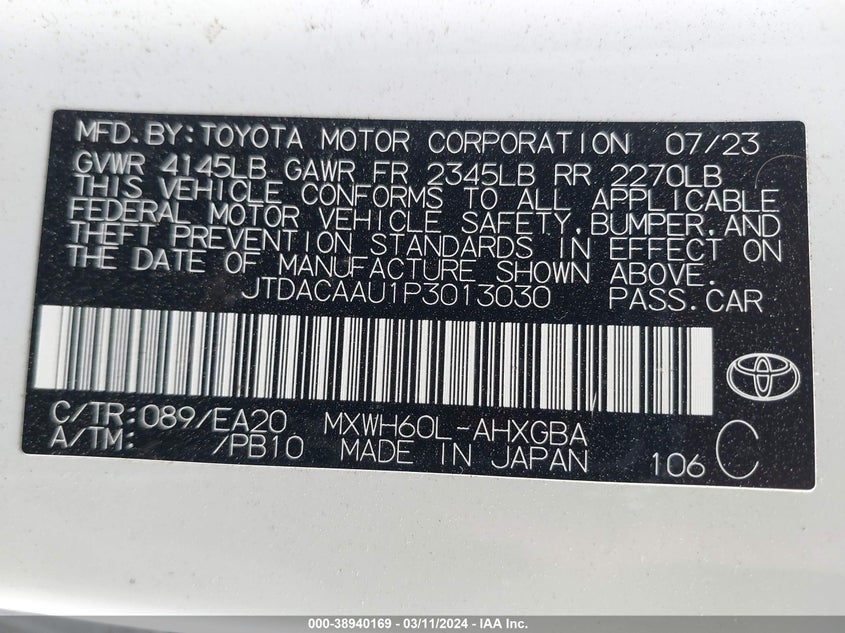 MFD.BY:TOYOTA MOTOR CORPORATION 07/23
GVWR 4145LB GAWR FR 2345LB RR 2270LB
THIS VEHICLE CONFORMS TO ALL APPLICABLE
FEDERAL MOTOR VEHICLE SAFETY,BUMPER,AND
THEFT PREVENTION STANDARDS IN EFFECT ON
THE DATE OF MANUFACTURE SHOWN ABOVE.
JTDACAAU1P3013030 PASS.CAR
C/TR:089/EA20 MXWH60L-AHXGBA
A/TM: /PB10 MADE IN JAPAN 106 C
000-38940169 - 03/11/2024 - IAA Inc.